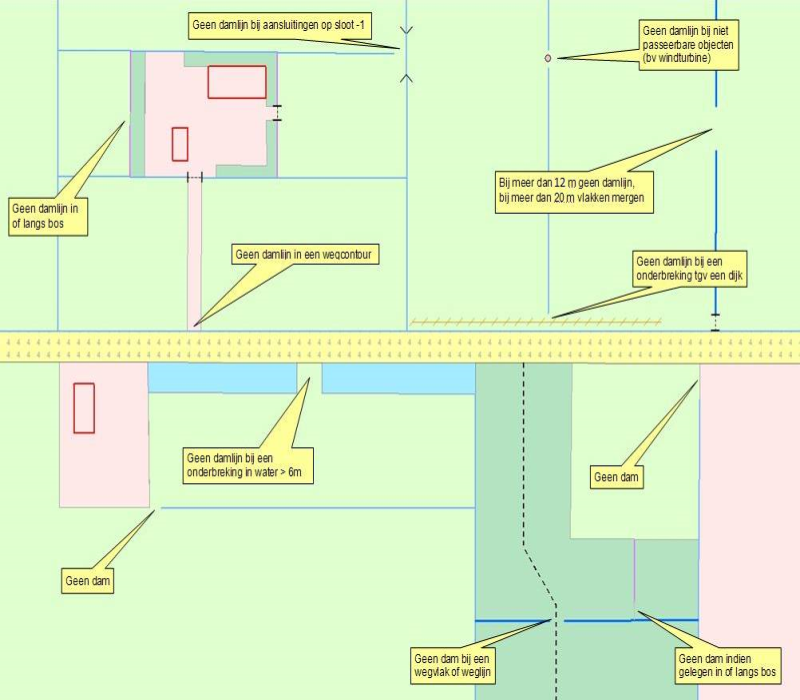 Geen damlijn bij aansluitingen op sloot -1
Geen damlijn bij niet
passeerbare objecten
(bv windturbine)
Bij meer dan 12 m geen damlijn,
bij meer dan 20 m vlakken mergen
Geen damlijn in
of langs bos
Geen damlijn in een wegcontour
Geen damlijn bij een
onderbreking tgv een dijk
Geen damlijn bij een
onderbreking in water > 6m
Geen dam
Geen dam
Geen dam bij een
wegvlak of weglijn
Geen dam indien
gelegen in of langs bos